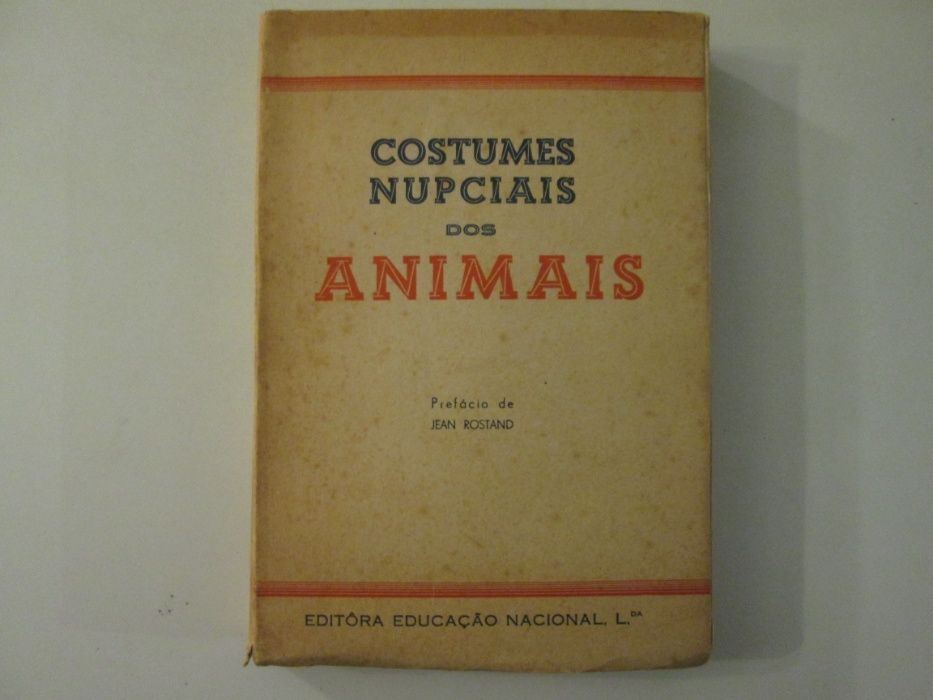 COSTUMES
NUPCIAIS
DOS
ANIMAIS
Prefácio de
JEAN ROSTAND
EDITÔRA EDUCAÇÃO NACIONAL, L.DA